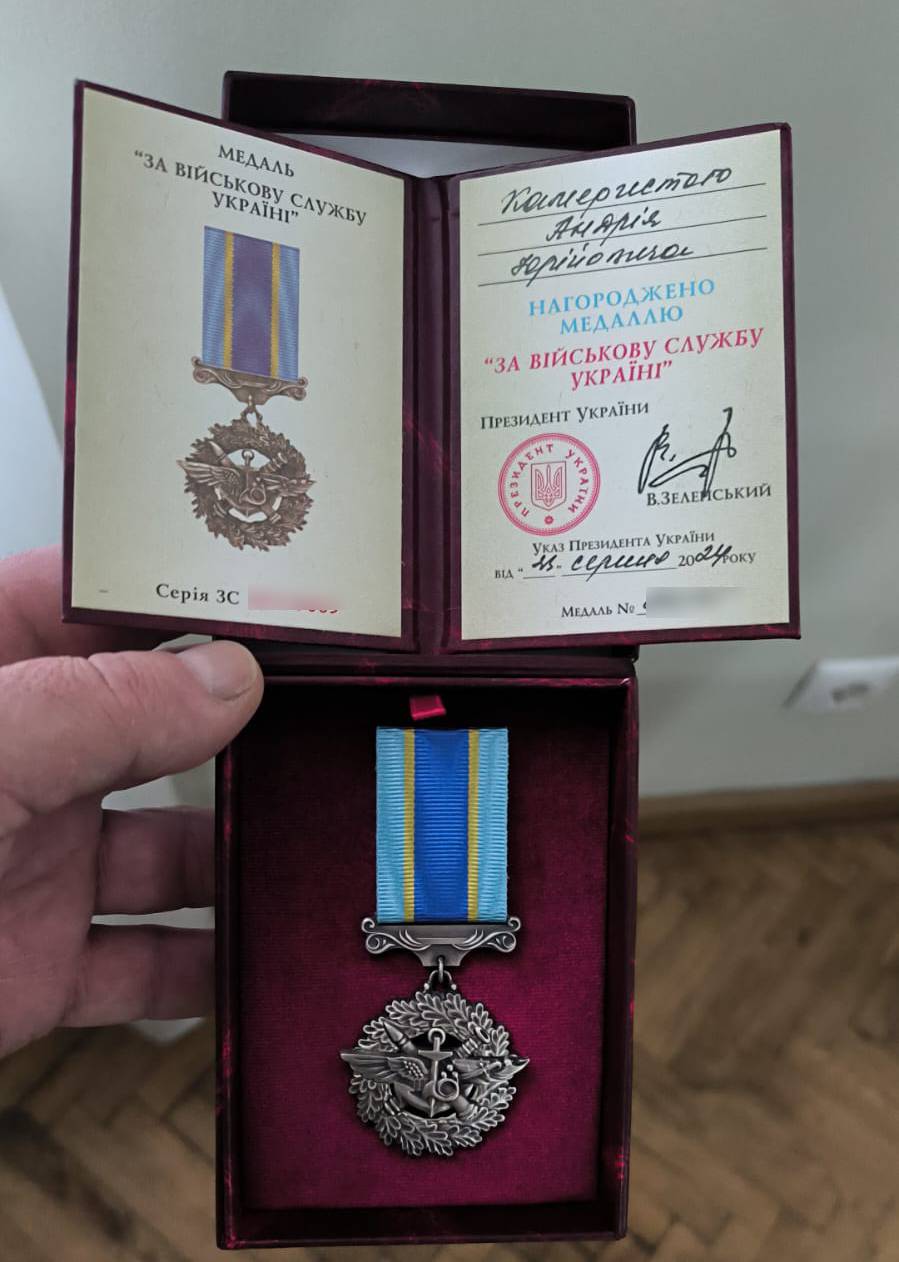 МЕДАЛЬ
“ЗА ВІЙСЬКОВУ СЛУЖБУ
УКРАЇНІ”
Серія ЗС
Камеристого
Андрія
Юрійовича
НАГОРОДЖЕНО
МЕДАЛЛЮ
“ЗА ВІЙСЬКОВУ СЛУЖБУ
УКРАЇНІ”
ПРЕЗИДЕНТ УКРАЇНИ
ПРЕЗИДЕНТ УКРАЇНИ
В.ЗЕЛЕНСЬКИЙ
УКАЗ ПРЕЗИДЕНТА УКРАЇНИ
ВІД “ ” серпня 2024 РОКУ
МЕДАЛЬ №